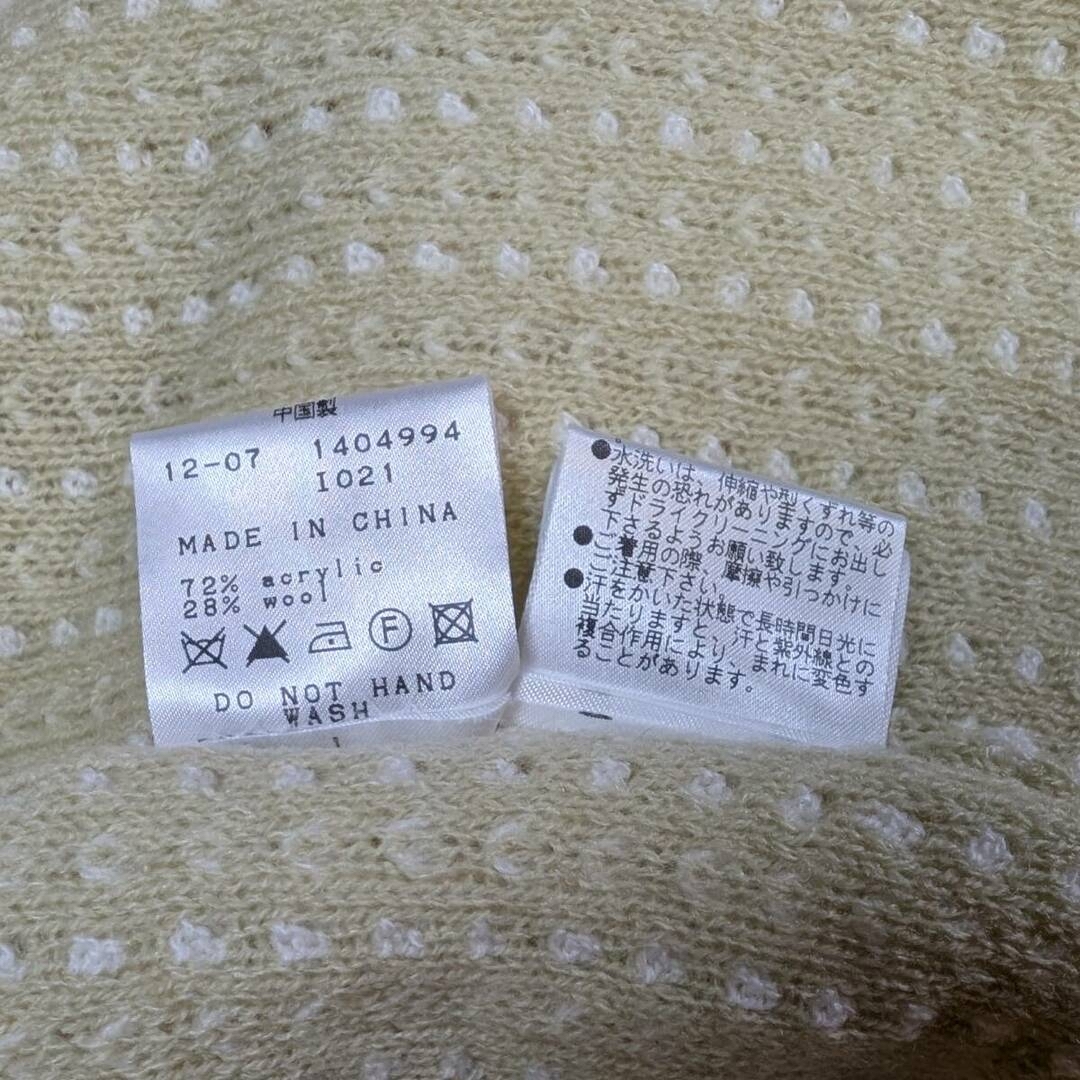 中国製
12-07 1404994
I021
MADE IN CHINA
72% acrylic
28% wool
F
DO NOT HAND
WASH
●水洗いは、伸縮や型くずれ等の
発生の恐れがありますので、必
ずドライクリーニングにお出し
下さるようお願い致します。
●ご着用の際、摩擦や引っかけに
ご注意下さい。
●汗をかいた状態で長時間日光に
当たりますと、汗と紫外線との
複合作用により、まれに変色す
ることがあります。